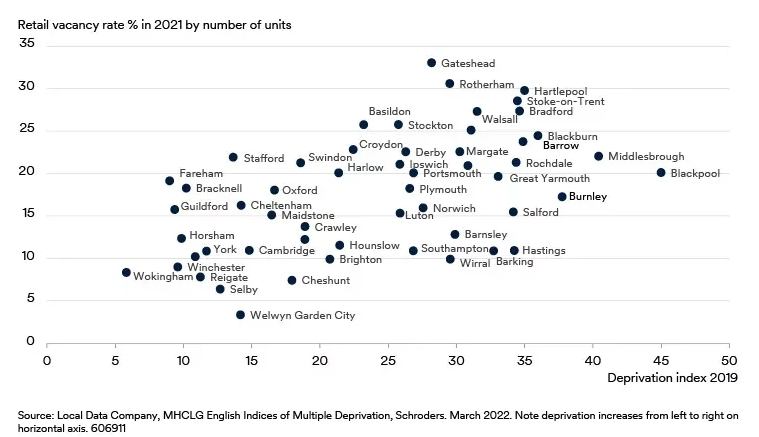 Retail vacancy rate % in 2021 by number of units
35
Gateshead
30
Rotherham
Hartlepool
Stoke-on-Trent
Basildon
Bradford
Walsall
25
Stockton
Blackburn
Croydon
Barrow
Derby
Margate
Stafford
Swindon
Ipswich
Rochdale
Middlesbrough
20
Fareham
Harlow
Portsmouth
Great Yarmouth
Blackpool
Bracknell
Oxford
Plymouth
Burnley
15
Guildford
Cheltenham
Maidstone
Luton
Norwich
Salford
Crawley
Horsham
Barnsley
10
York
Cambridge
Hounslow
Southampton
Hastings
Winchester
Brighton
Wirral
Barking
Wokingham
Reigate
Cheshunt
Selby
5
Welwyn Garden City
0
0 5 10 15 20 25 30 35 40 45 50
Deprivation index 2019
Source: Local Data Company, MHCLG English Indices of Multiple Deprivation, Schroders. March 2022. Note deprivation increases from left to right on
horizontal axis. 606911